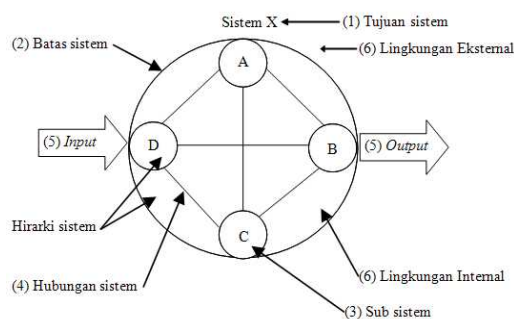 Sistem X
(1) Tujuan sistem
(2) Batas sistem
(6) Lingkungan Eksternal
A
(5) Input
D
B
(5) Output
Hirarki sistem
C
(6) Lingkungan Internal
(4) Hubungan sistem
(3) Sub sistem